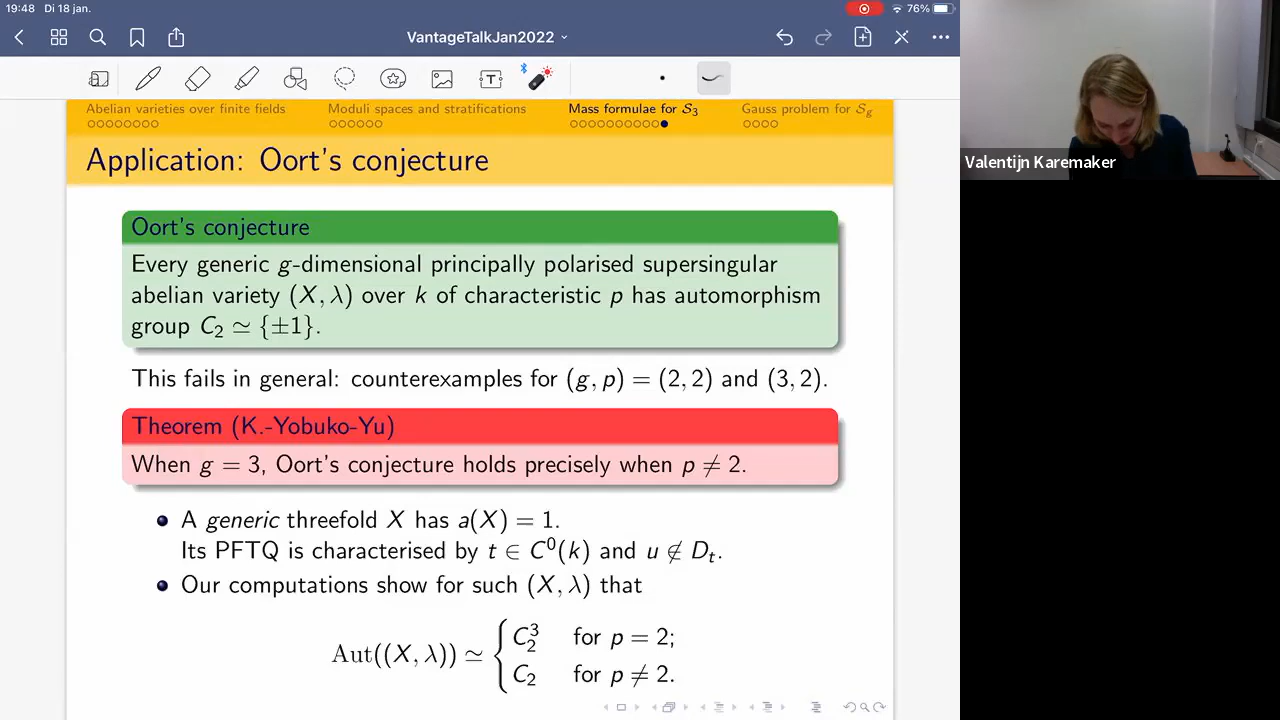 19:48 Di 18 jan.
76%
VantageTalkJan2022
Abelian varieties over finite fields
Moduli spaces and stratifications
Mass formulae for 𝒮₃
Gauss problem for 𝒮_g
Application: Oort's conjecture
Oort's conjecture
Every generic g-dimensional principally polarised supersingular
abelian variety (X, λ) over k of characteristic p has automorphism
group C₂ ≃ {±1}.
This fails in general: counterexamples for (g, p) = (2, 2) and (3, 2).
Theorem (K.-Yobuko-Yu)
When g = 3, Oort's conjecture holds precisely when p ≠ 2.
A generic threefold X has a(X) = 1.
Its PFTQ is characterised by t ∈ C⁰(k) and u ∉ D_t.
Our computations show for such (X, λ) that
Aut((X, λ)) ≃ { C₂³ for p = 2;
C₂ for p ≠ 2.
Valentijn Karemaker